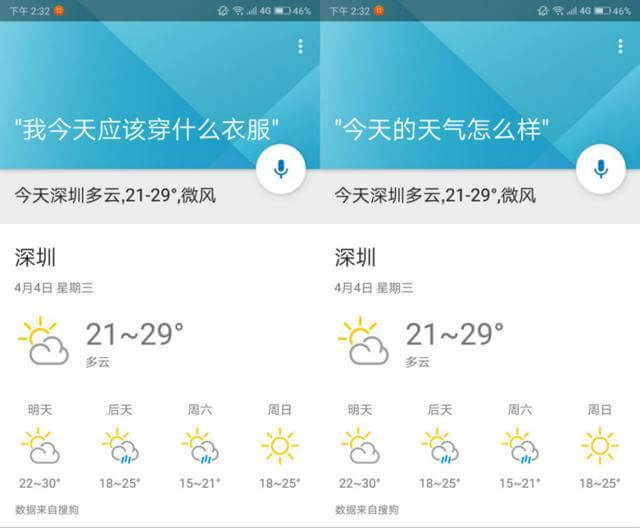 下午 2:32
4G
46%
"我今天应该穿什么衣服"
今天深圳多云,21-29°,微风
深圳
4月4日 星期三
21~29°
多云
明天 后天 周六 周日
22~30° 18~25° 15~21° 18~25°
数据来自搜狗
下午 2:32
4G
46%
"今天的天气怎么样"
今天深圳多云,21-29°,微风
深圳
4月4日 星期三
21~29°
多云
明天 后天 周六 周日
22~30° 18~25° 15~21° 18~25°
数据来自搜狗